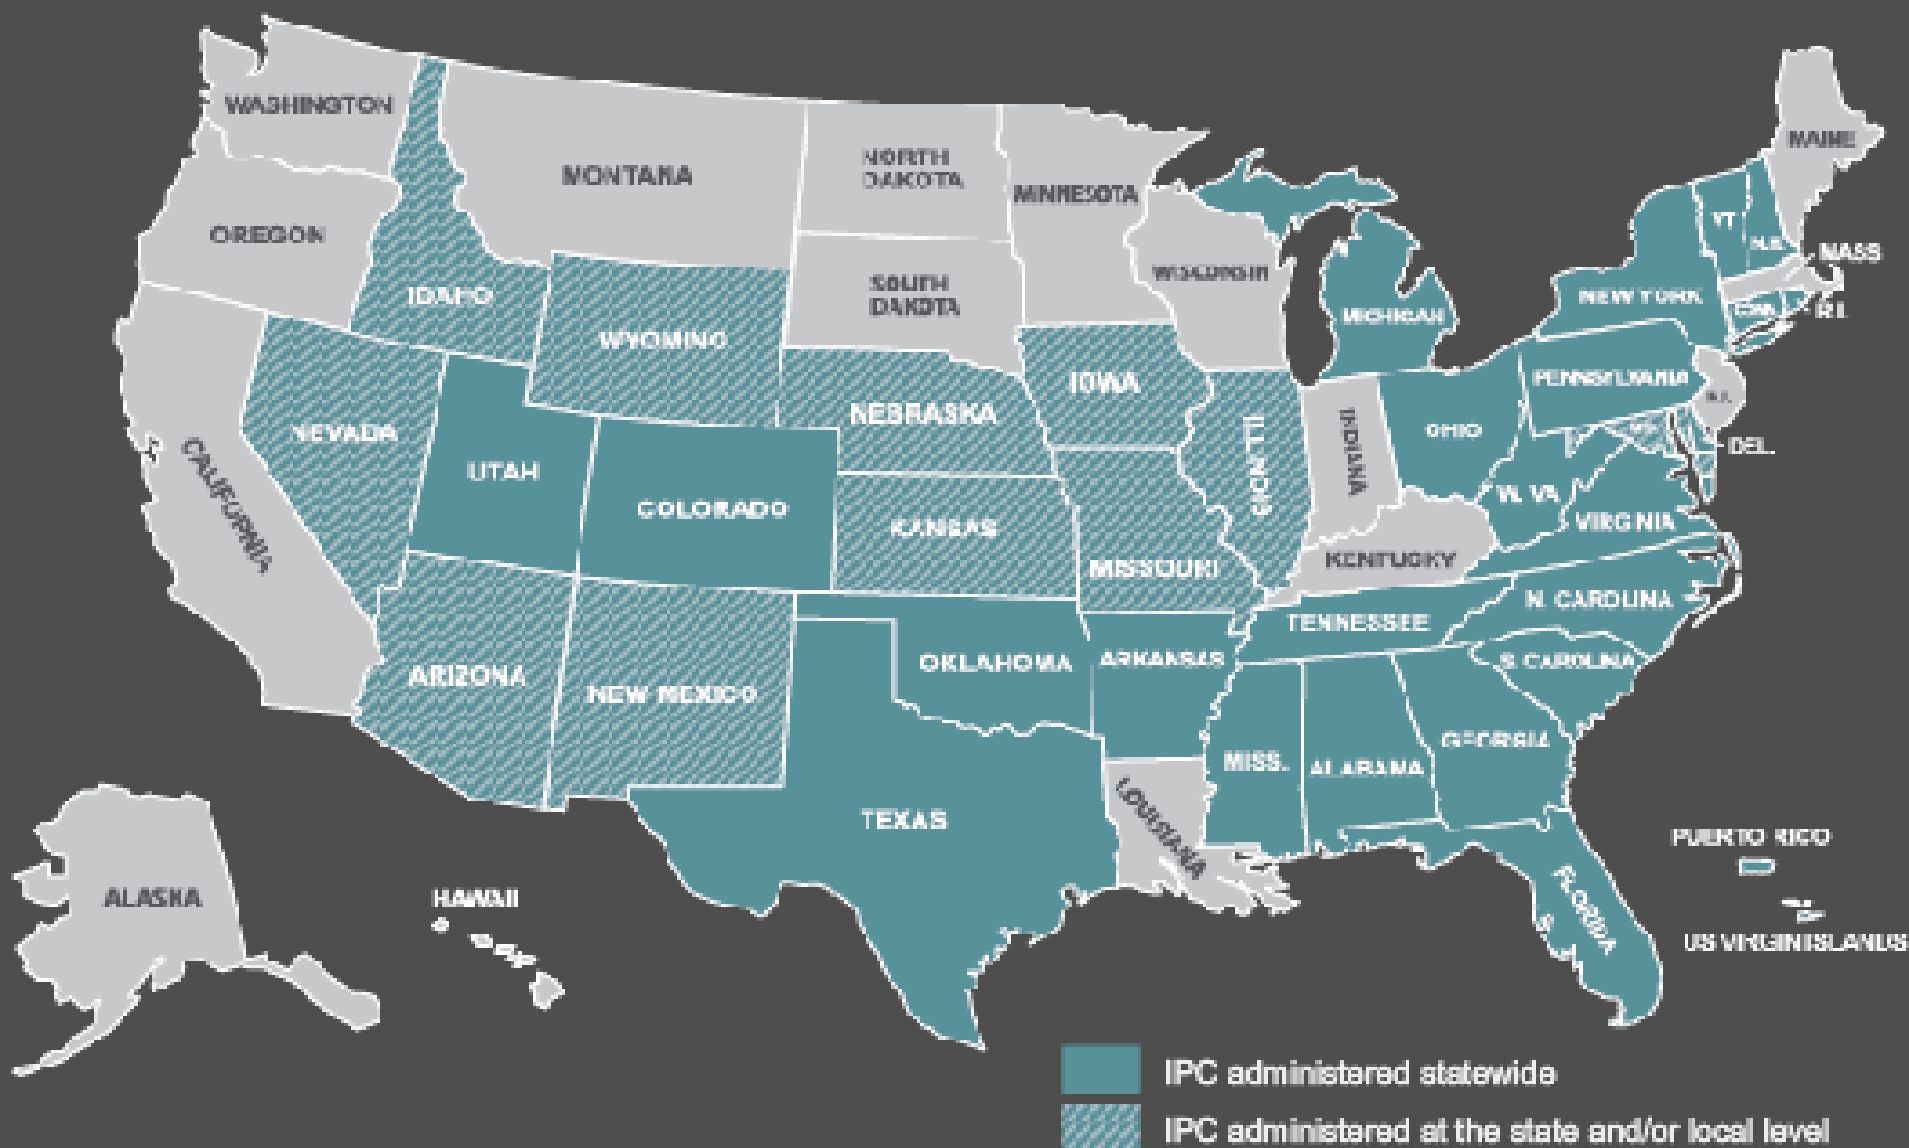 WASHINGTON
MONTANA
NORTH
DAKOTA
MINNESOTA
MAINE
OREGON
IDAHO
SOUTH
DAKOTA
WISCONSIN
MICHIGAN
VT
N.H.
MASS
NEW YORK
CONN.
R.I.
WYOMING
IOWA
NEBRASKA
PENNSYLVANIA
N.J.
NEVADA
UTAH
COLORADO
KANSAS
MISSOURI
ILLINOIS
INDIANA
OHIO
DEL.
W. VA
VIRGINIA
KENTUCKY
CALIFORNIA
ARIZONA
NEW MEXICO
OKLAHOMA
ARKANSAS
TENNESSEE
N. CAROLINA
S. CAROLINA
TEXAS
LOUISIANA
MISS.
ALABAMA
GEORGIA
FLORIDA
PUERTO RICO
US VIRGIN ISLANDS
ALASKA
HAWAII
IPC administered statewide
IPC administered at the state and/or local level